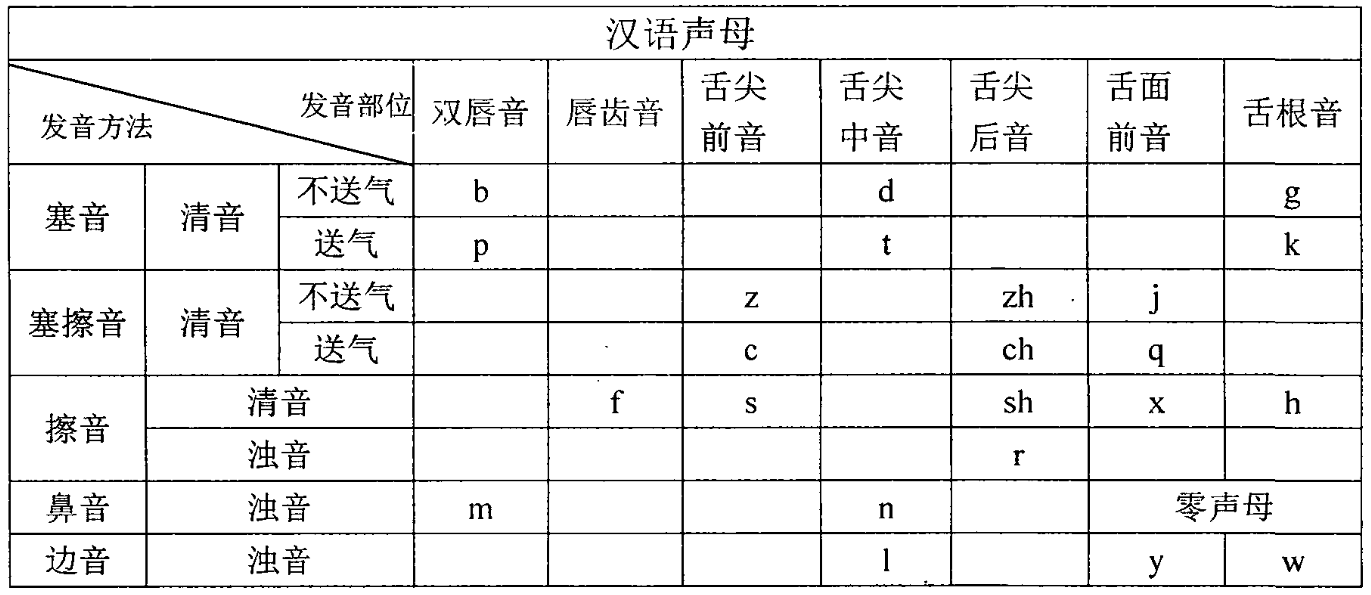 汉语声母
发音方法 发音部位 双唇音 唇齿音 舌尖前音 舌尖中音 舌尖后音 舌面前音 舌根音
塞音 清音 不送气 b d g
送气 p t k
塞擦音 清音 不送气 z zh j
送气 c ch q
擦音 清音 f s sh x h
浊音 r
鼻音 浊音 m n 零声母
边音 浊音 l y w